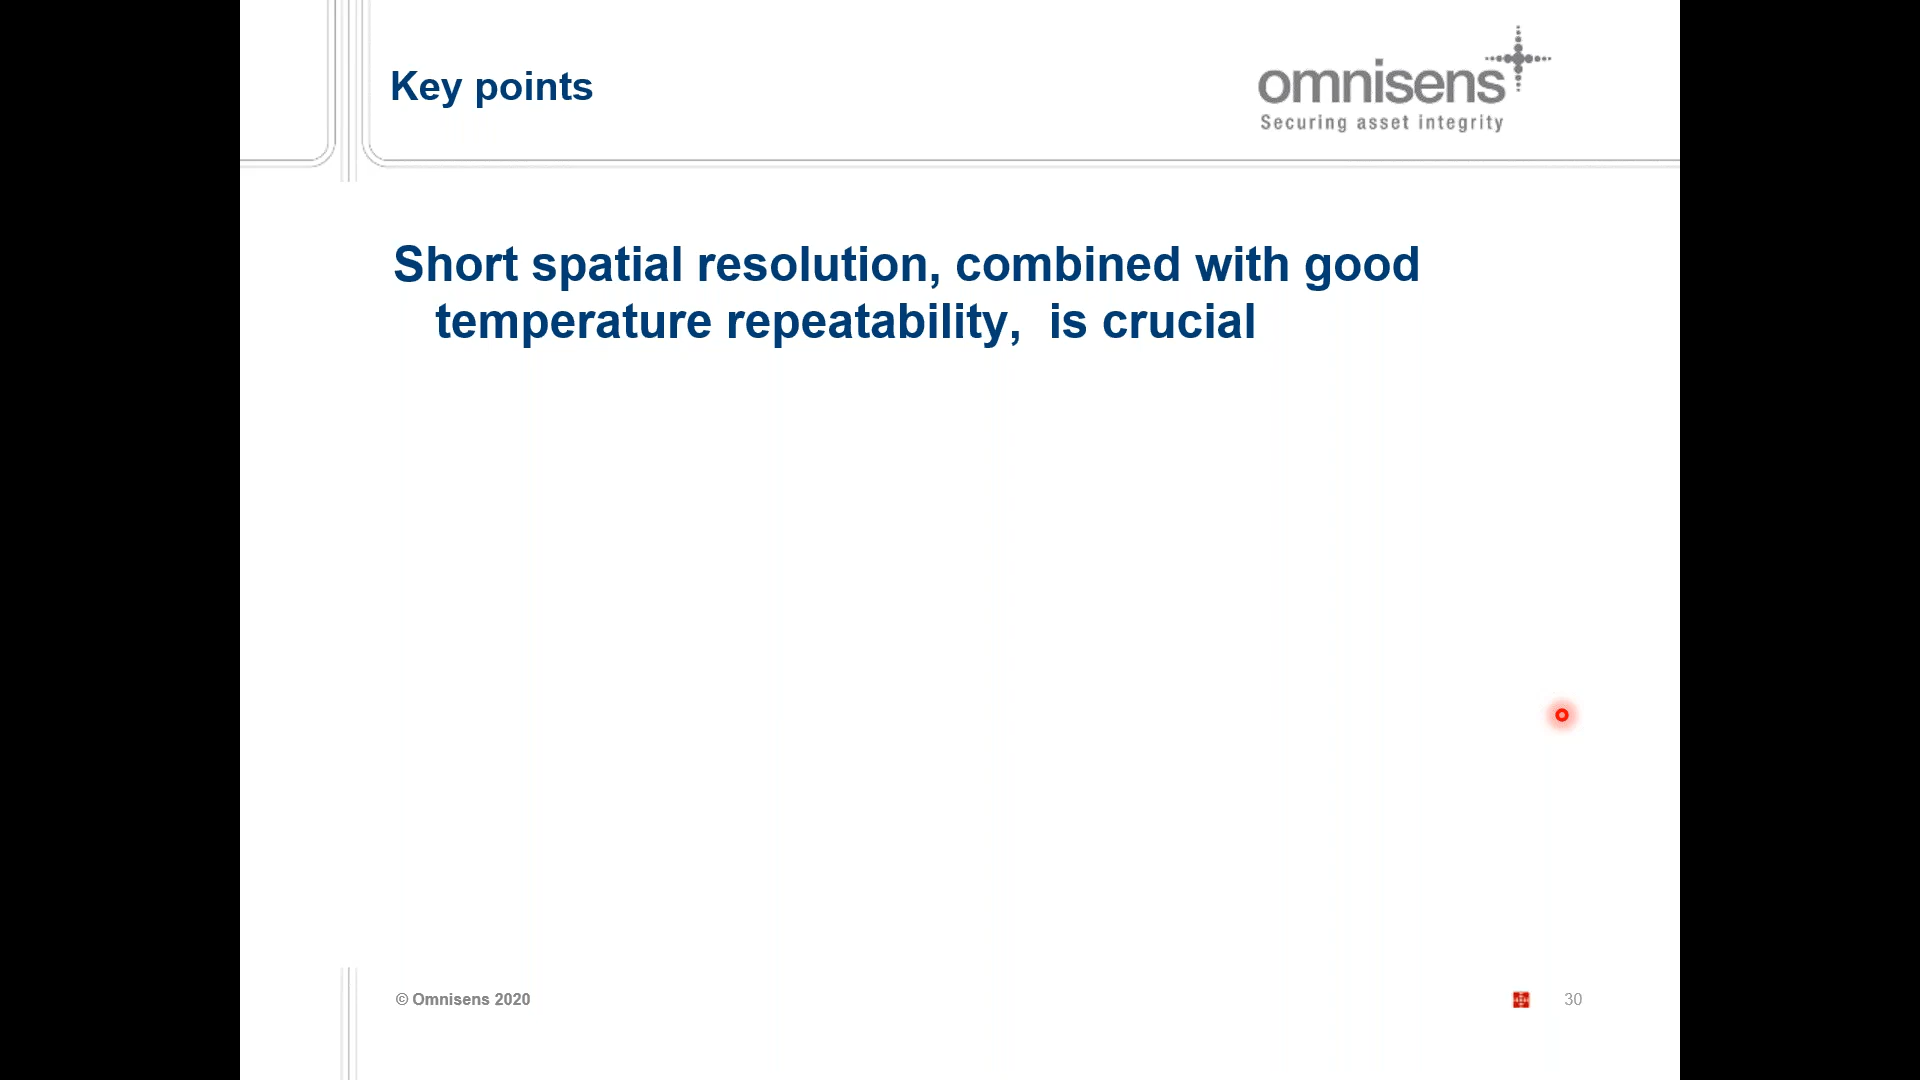 Key points
omnisens
Securing asset integrity
Short spatial resolution, combined with good
temperature repeatability,  is crucial
© Omnisens 2020
30